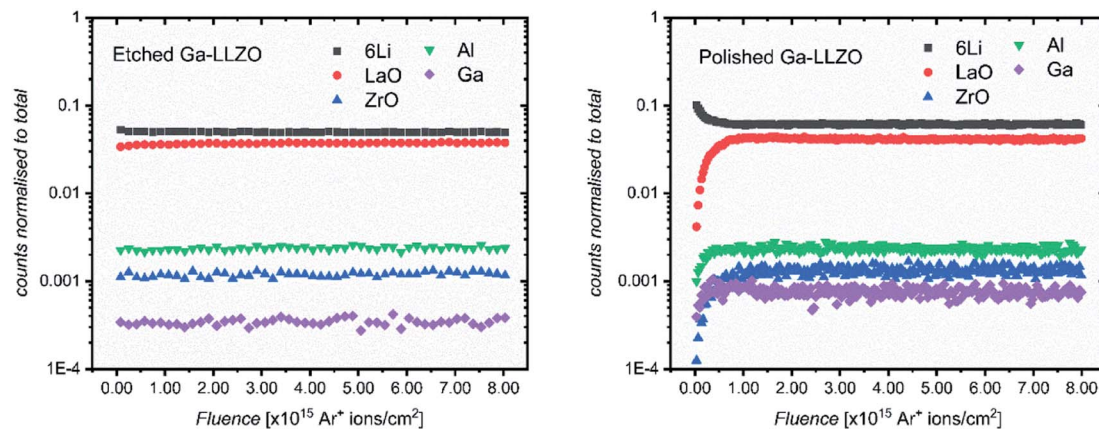 Etched Ga-LLZO
6Li
LaO
ZrO
Al
Ga
counts normalised to total
1
0.1
0.01
0.001
1E-4
0.00 1.00 2.00 3.00 4.00 5.00 6.00 7.00 8.00
Fluence [x10¹⁵ Ar⁺ ions/cm²]
Polished Ga-LLZO
6Li
LaO
ZrO
Al
Ga
counts normalised to total
1
0.1
0.01
0.001
1E-4
0.00 1.00 2.00 3.00 4.00 5.00 6.00 7.00 8.00
Fluence [x10¹⁵ Ar⁺ ions/cm²]